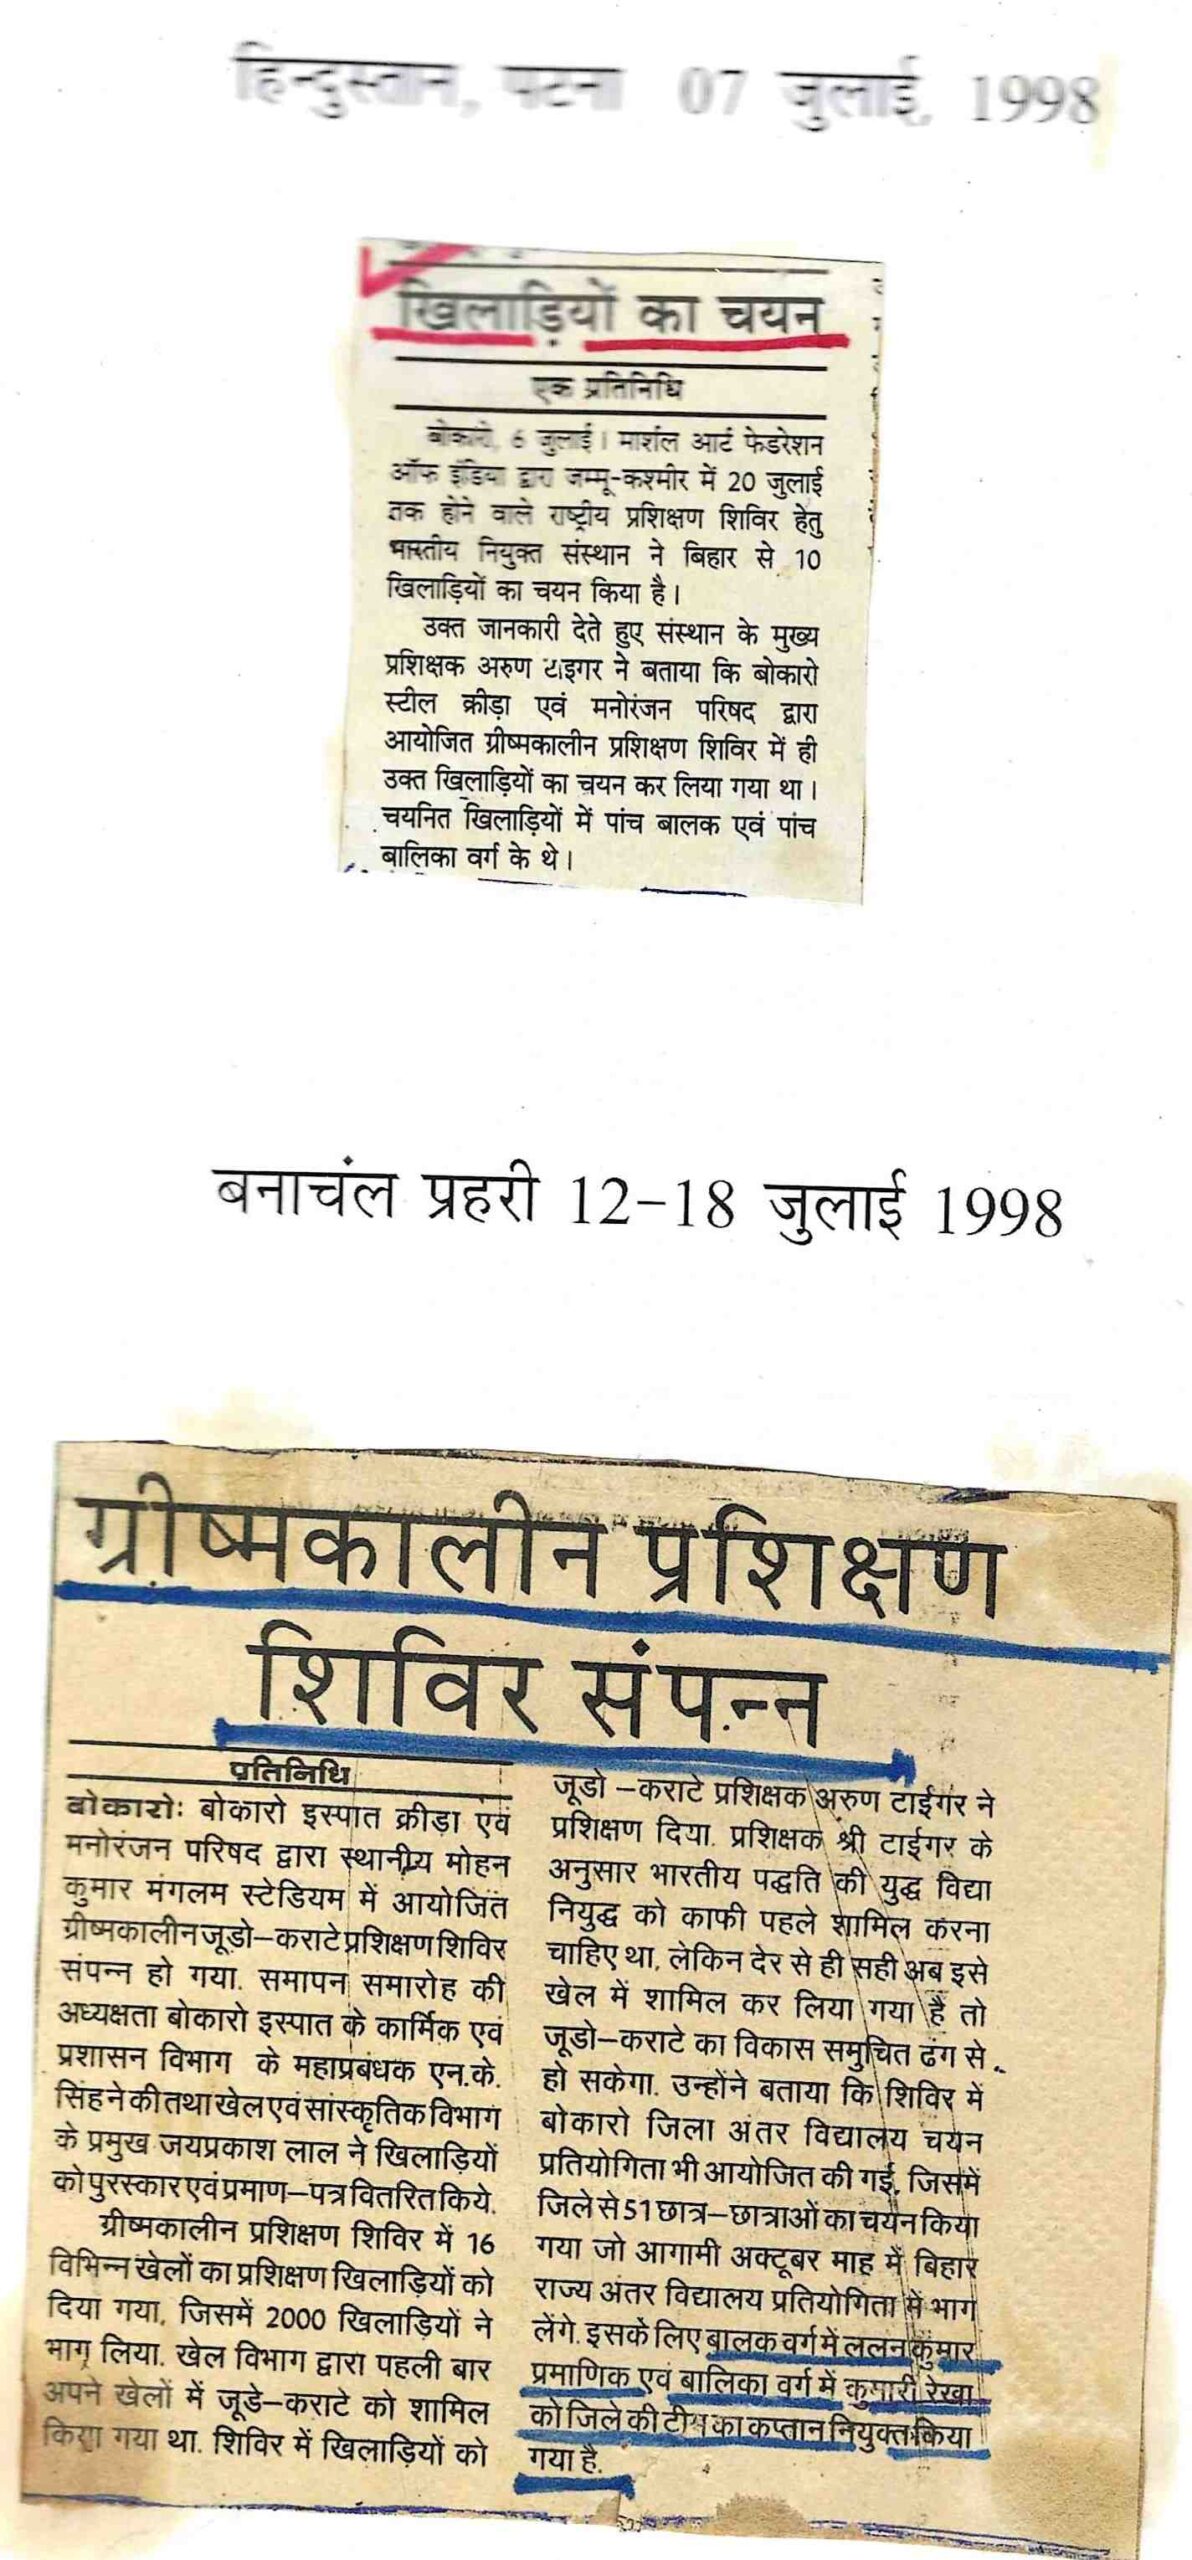 हिन्दुस्तान, पटना 07 जुलाई, 1998
खिलाड़ियों का चयन
एक प्रतिनिधि
बोकारो, 6 जुलाई। मार्शल आर्ट फेडरेशन
ऑफ इंडिया द्वारा जम्मू-कश्मीर में 20 जुलाई
तक होने वाले राष्ट्रीय प्रशिक्षण शिविर हेतु
भारतीय नियुक्त संस्थान ने बिहार से 10
खिलाड़ियों का चयन किया है।
उक्त जानकारी देते हुए संस्थान के मुख्य
प्रशिक्षक अरुण टाइगर ने बताया कि बोकारो
स्टील क्रीड़ा एवं मनोरंजन परिषद द्वारा
आयोजित ग्रीष्मकालीन प्रशिक्षण शिविर में ही
उक्त खिलाड़ियों का चयन कर लिया गया था।
चयनित खिलाड़ियों में पांच बालक एवं पांच
बालिका वर्ग के थे।
बनाचंल प्रहरी 12-18 जुलाई 1998
ग्रीष्मकालीन प्रशिक्षण
शिविर संपन्न
प्रतिनिधि
बोकारोः बोकारो इस्पात क्रीड़ा एवं
मनोरंजन परिषद द्वारा स्थानीय मोहन
कुमार मंगलम स्टेडियम में आयोजित
ग्रीष्मकालीन जूडो-कराटे प्रशिक्षण शिविर
संपन्न हो गया. समापन समारोह की
अध्यक्षता बोकारो इस्पात के कार्मिक एवं
प्रशासन विभाग के महाप्रबंधक एन.के.
सिंह ने की तथा खेल एवं सांस्कृतिक विभाग
के प्रमुख जयप्रकाश लाल ने खिलाड़ियों
को पुरस्कार एवं प्रमाण-पत्र वितरित किये.
ग्रीष्मकालीन प्रशिक्षण शिविर में 16
विभिन्न खेलों का प्रशिक्षण खिलाड़ियों को
दिया गया, जिसमें 2000 खिलाड़ियों ने
भाग लिया. खेल विभाग द्वारा पहली बार
अपने खेलों में जूडे-कराटे को शामिल
किया गया था. शिविर में खिलाड़ियों को
जूडो -कराटे प्रशिक्षक अरुण टाईगर ने
प्रशिक्षण दिया. प्रशिक्षक श्री टाईगर के
अनुसार भारतीय पद्धति की युद्ध विद्या
नियुद्ध को काफी पहले शामिल करना
चाहिए था, लेकिन देर से ही सही अब इसे
खेल में शामिल कर लिया गया है तो
जूडो-कराटे का विकास समुचित ढंग से
हो सकेगा. उन्होंने बताया कि शिविर में
बोकारो जिला अंतर विद्यालय चयन
प्रतियोगिता भी आयोजित की गई, जिसमें
जिले से 51 छात्र-छात्राओं का चयन किया
गया जो आगामी अक्टूबर माह में बिहार
राज्य अंतर विद्यालय प्रतियोगिता में भाग
लेंगे. इसके लिए बालक वर्ग में ललन कुमार
प्रमाणिक एवं बालिका वर्ग में कुमारी रेखा
को जिले की टीम का कप्तान नियुक्त किया
गया है.